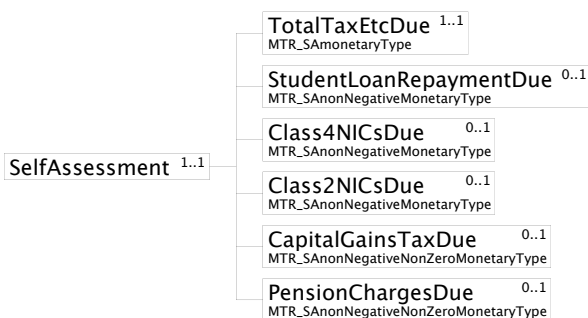 TotalTaxEtcDue 1..1
MTR_SAmonetaryType
StudentLoanRepaymentDue 0..1
MTR_SAnonNegativeMonetaryType
Class4NICsDue 0..1
MTR_SAnonNegativeMonetaryType
SelfAssessment 1..1
Class2NICsDue 0..1
MTR_SAnonNegativeMonetaryType
CapitalGainsTaxDue 0..1
MTR_SAnonNegativeNonZeroMonetaryType
PensionChargesDue 0..1
MTR_SAnonNegativeNonZeroMonetaryType